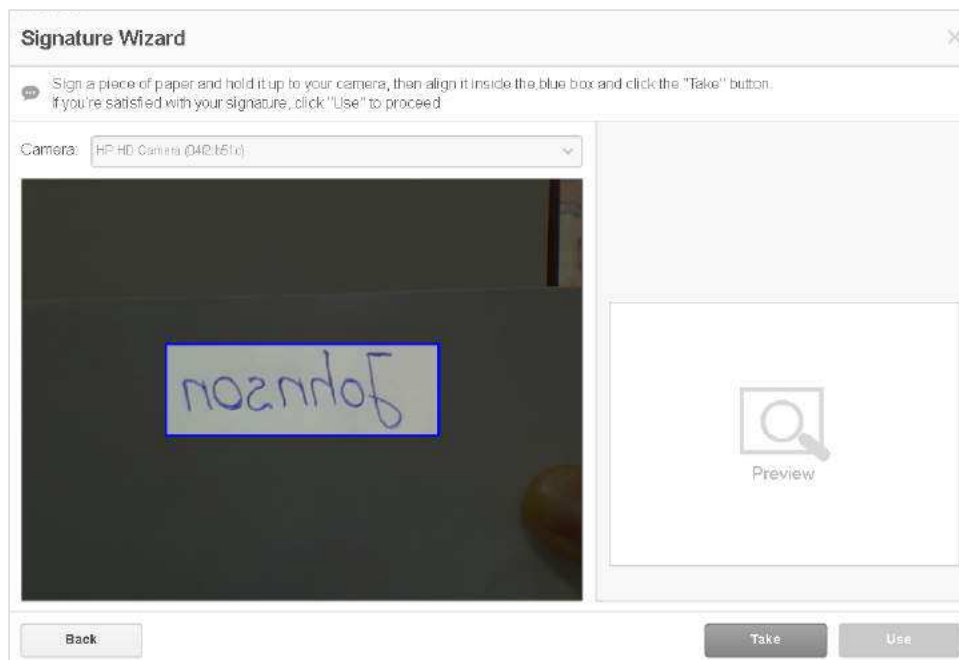 Signature Wizard
Sign a piece of paper and hold it up to your camera, then align it inside the blue box and click the "Take" button.
If you're satisfied with your signature, click "Use" to proceed
Camera:
HP HD Camera
Johnson
Preview
Back
Take
Use